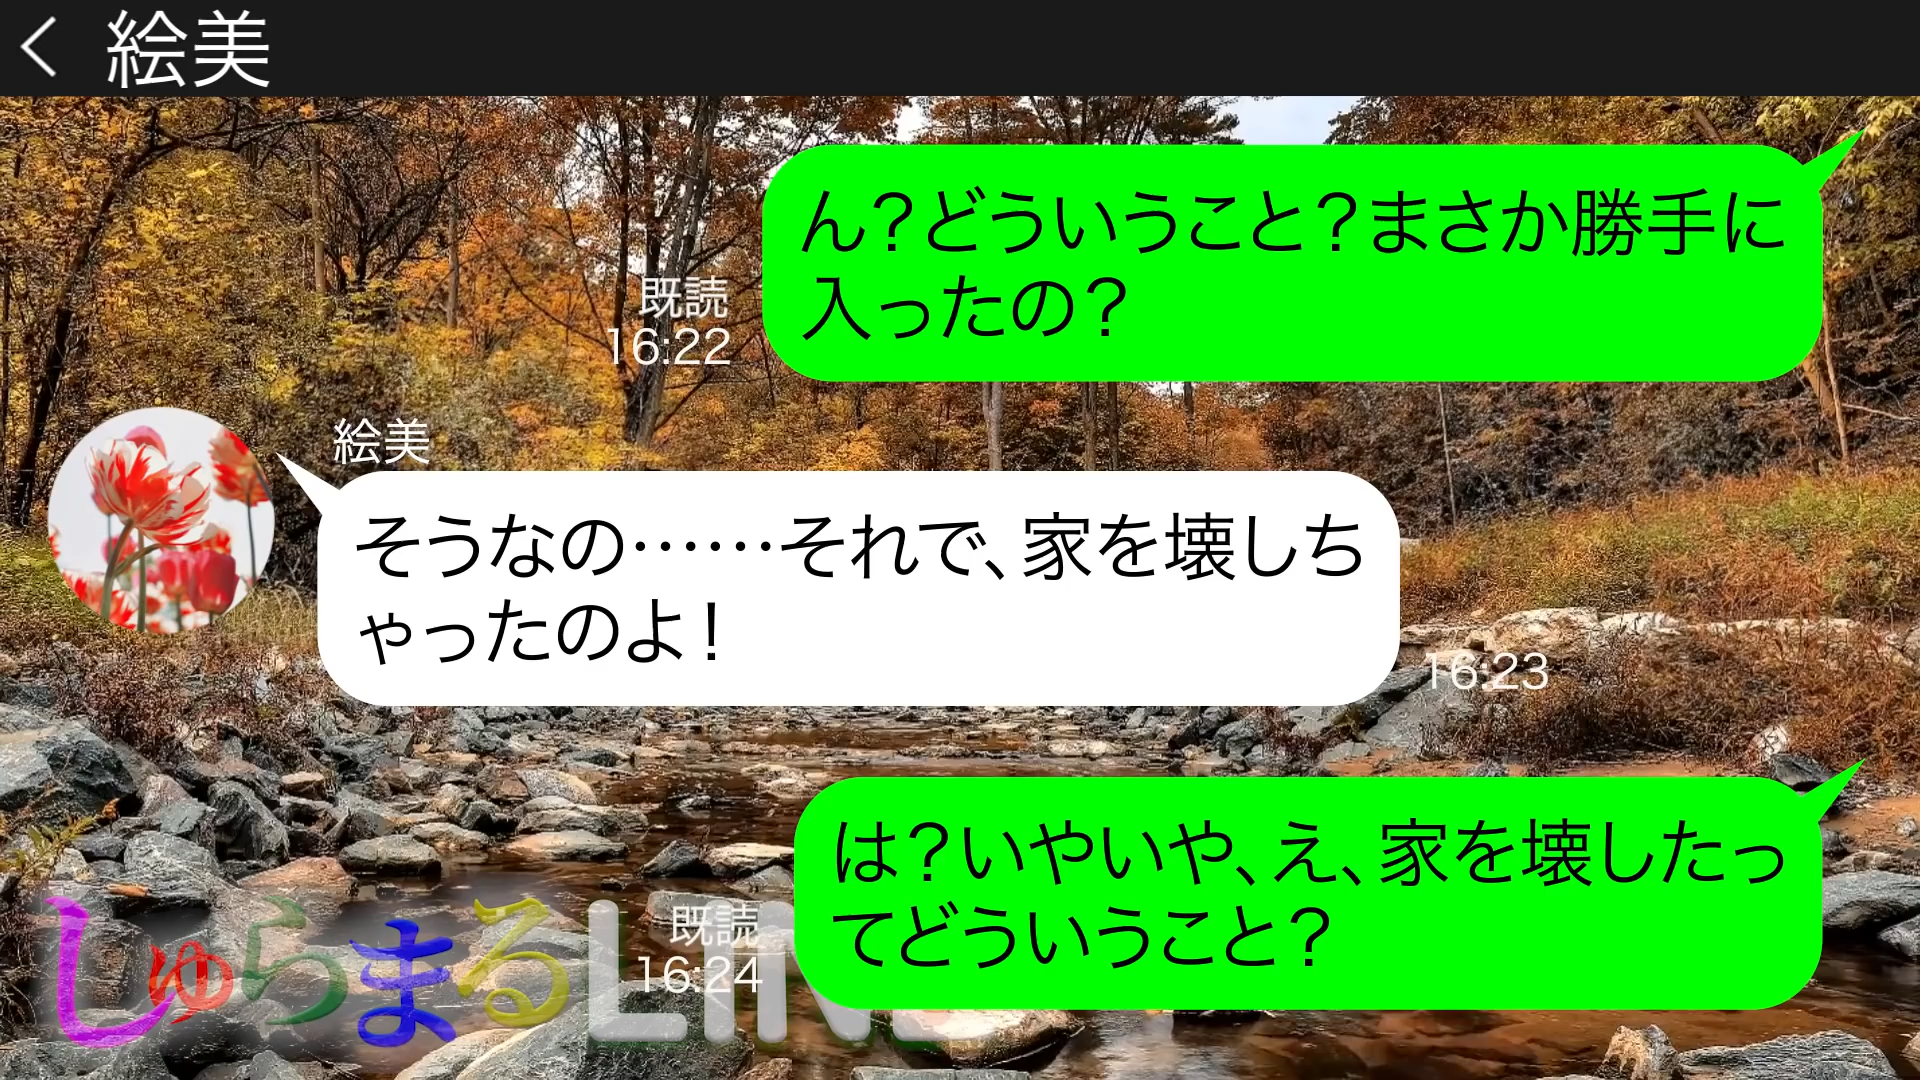 絵美
ん？どういうこと？まさか勝手に
入ったの？
既読
16:22
絵美
そうなの……それで、家を壊しち
ゃったのよ！
16:23
は？いやいや、え、家を壊したっ
てどういうこと？
既読
16:24
しゅらまるLINE